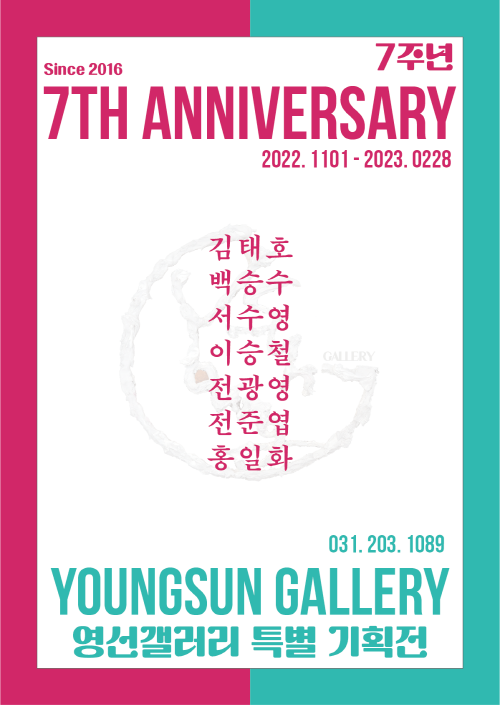 Since 2016
7주년
7TH ANNIVERSARY
2022. 1101 - 2023. 0228
김태호
백승수
서수영
이승철
GALLERY
전광영
전준엽
홍일화
031. 203. 1089
YOUNGSUN GALLERY
영선갤러리 특별 기획전